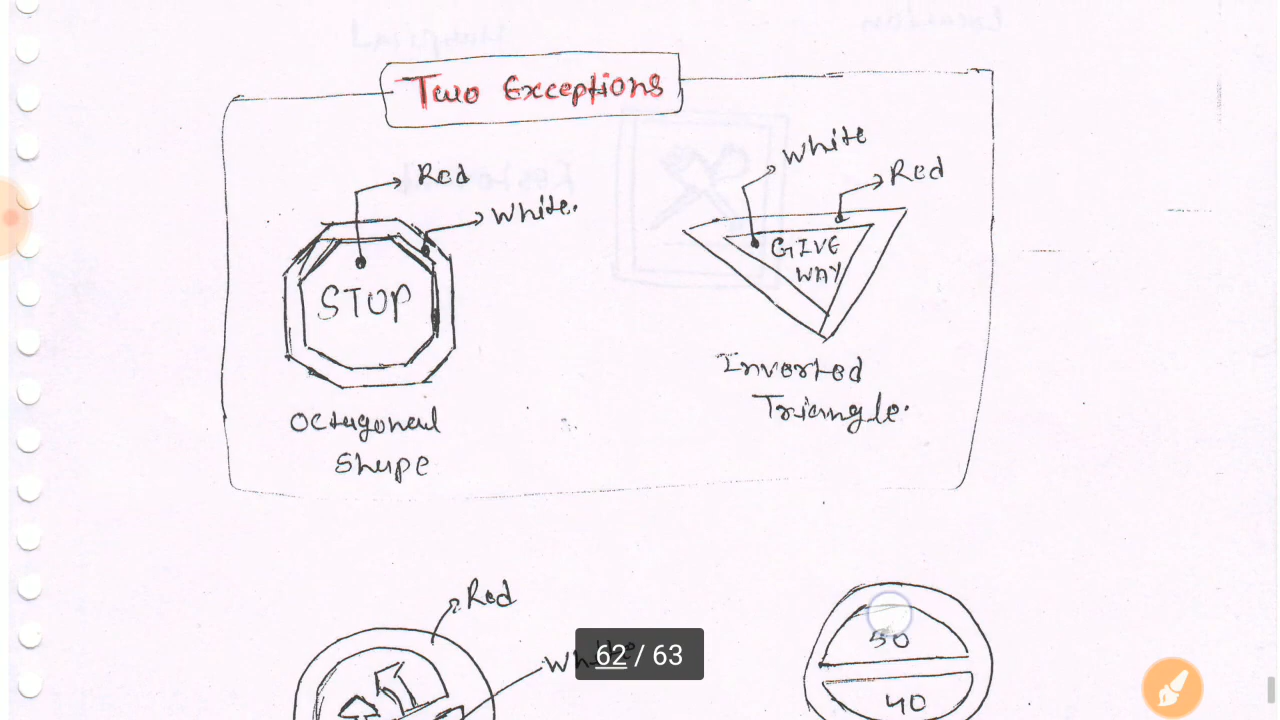 Two Exceptions
Red
White.
STOP
Octagonal
Shape
White
Red
GIVE
WAY
Inverted
Triangle.
Red
50
40
62 / 63